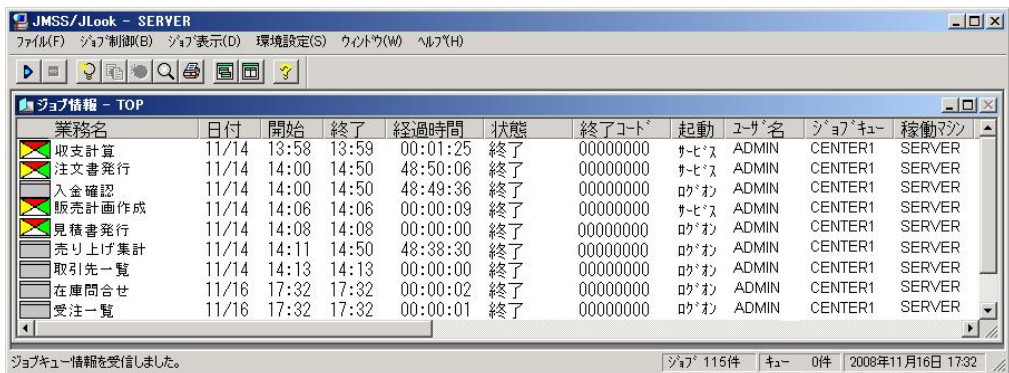 JMSS/JLook - SERVER
ﾌｧｲﾙ(F) ｼﾞｮﾌﾞ制御(B) ｼﾞｮﾌﾞ表示(D) 環境設定(S) ｳｨﾝﾄﾞｳ(W) ﾍﾙﾌﾟ(H)
ジョブ情報 - TOP
業務名 日付 開始 終了 経過時間 状態 終了ｺｰﾄﾞ 起動 ﾕｰｻﾞ名 ｼﾞｮﾌﾞｷｭｰ 稼働ﾏｼﾝ
収支計算 11/14 13:58 13:59 00:01:25 終了 00000000 ｻｰﾋﾞｽ ADMIN CENTER1 SERVER
注文書発行 11/14 14:00 14:50 48:50:06 終了 00000000 ｻｰﾋﾞｽ ADMIN CENTER1 SERVER
入金確認 11/14 14:00 14:50 48:49:36 終了 00000000 ﾛｸﾞｵﾝ ADMIN CENTER1 SERVER
販売計画作成 11/14 14:06 14:06 00:00:09 終了 00000000 ｻｰﾋﾞｽ ADMIN CENTER1 SERVER
見積書発行 11/14 14:08 14:08 00:00:00 終了 00000000 ﾛｸﾞｵﾝ ADMIN CENTER1 SERVER
売り上げ集計 11/14 14:11 14:50 48:38:30 終了 00000000 ﾛｸﾞｵﾝ ADMIN CENTER1 SERVER
取引先一覧 11/14 14:13 14:13 00:00:00 終了 00000000 ﾛｸﾞｵﾝ ADMIN CENTER1 SERVER
在庫問合せ 11/16 17:32 17:32 00:00:02 終了 00000000 ﾛｸﾞｵﾝ ADMIN CENTER1 SERVER
受注一覧 11/16 17:32 17:32 00:00:01 終了 00000000 ﾛｸﾞｵﾝ ADMIN CENTER1 SERVER
ジョブキュー情報を受信しました。 ｼﾞｮﾌﾞ 115件 ｷｭｰ 0件 2008年11月16日 17:32